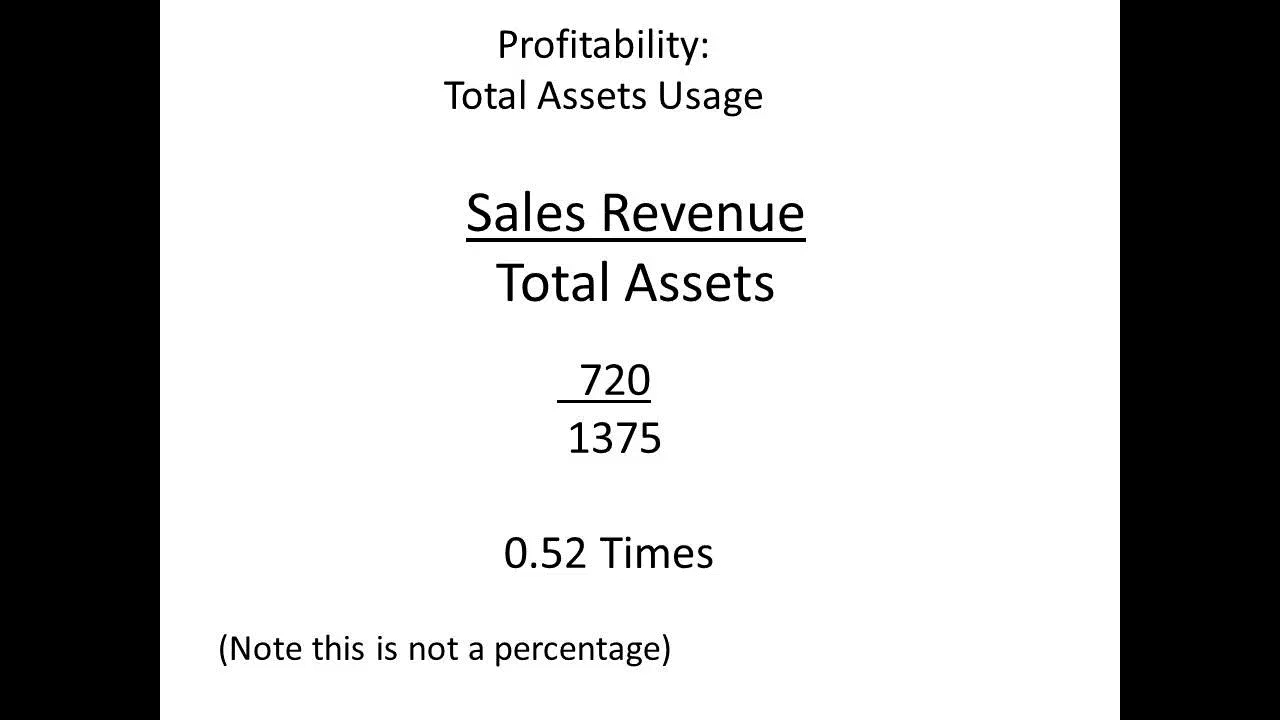 Profitability:
Total Assets Usage
Sales Revenue
Total Assets
720
1375
0.52 Times
(Note this is not a percentage)